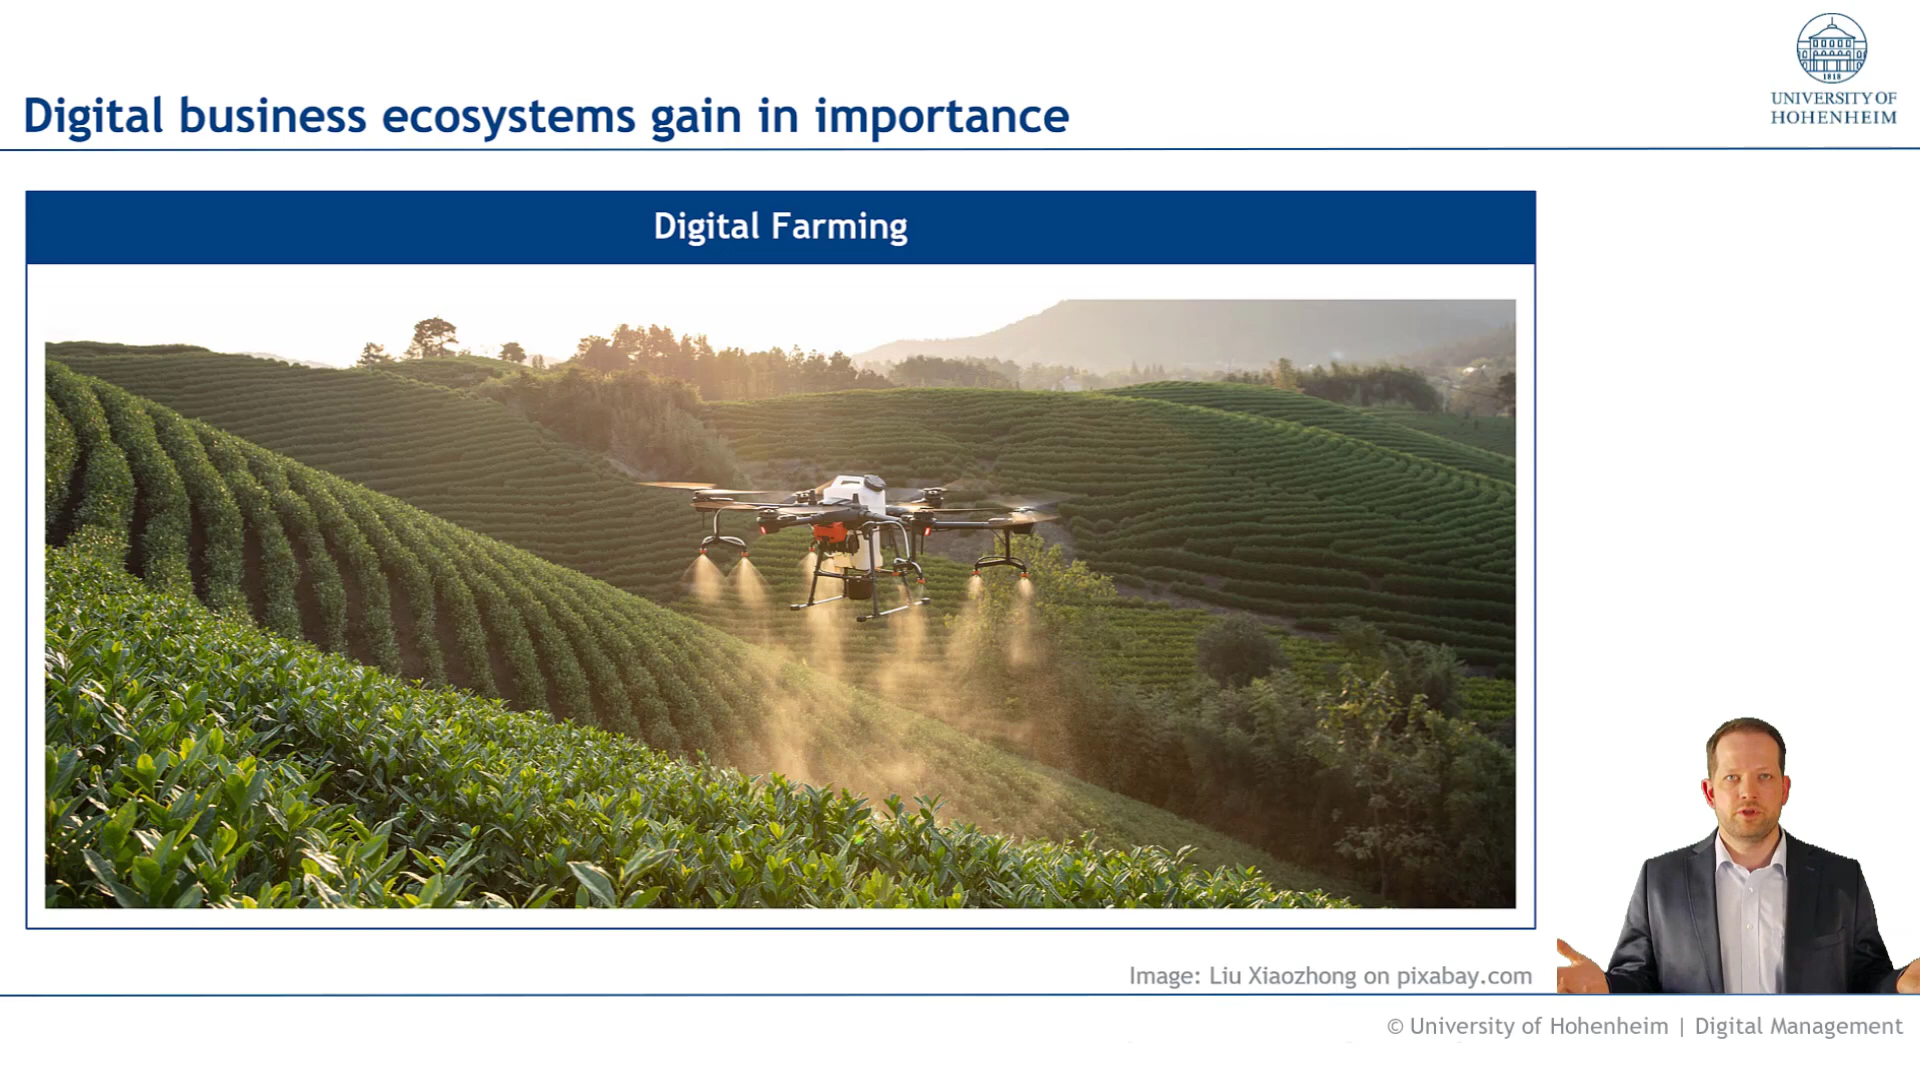 1818
UNIVERSITY OF
HOHENHEIM
Digital business ecosystems gain in importance
Digital Farming
Image: Liu Xiaozhong on pixabay.com
© University of Hohenheim | Digital Management